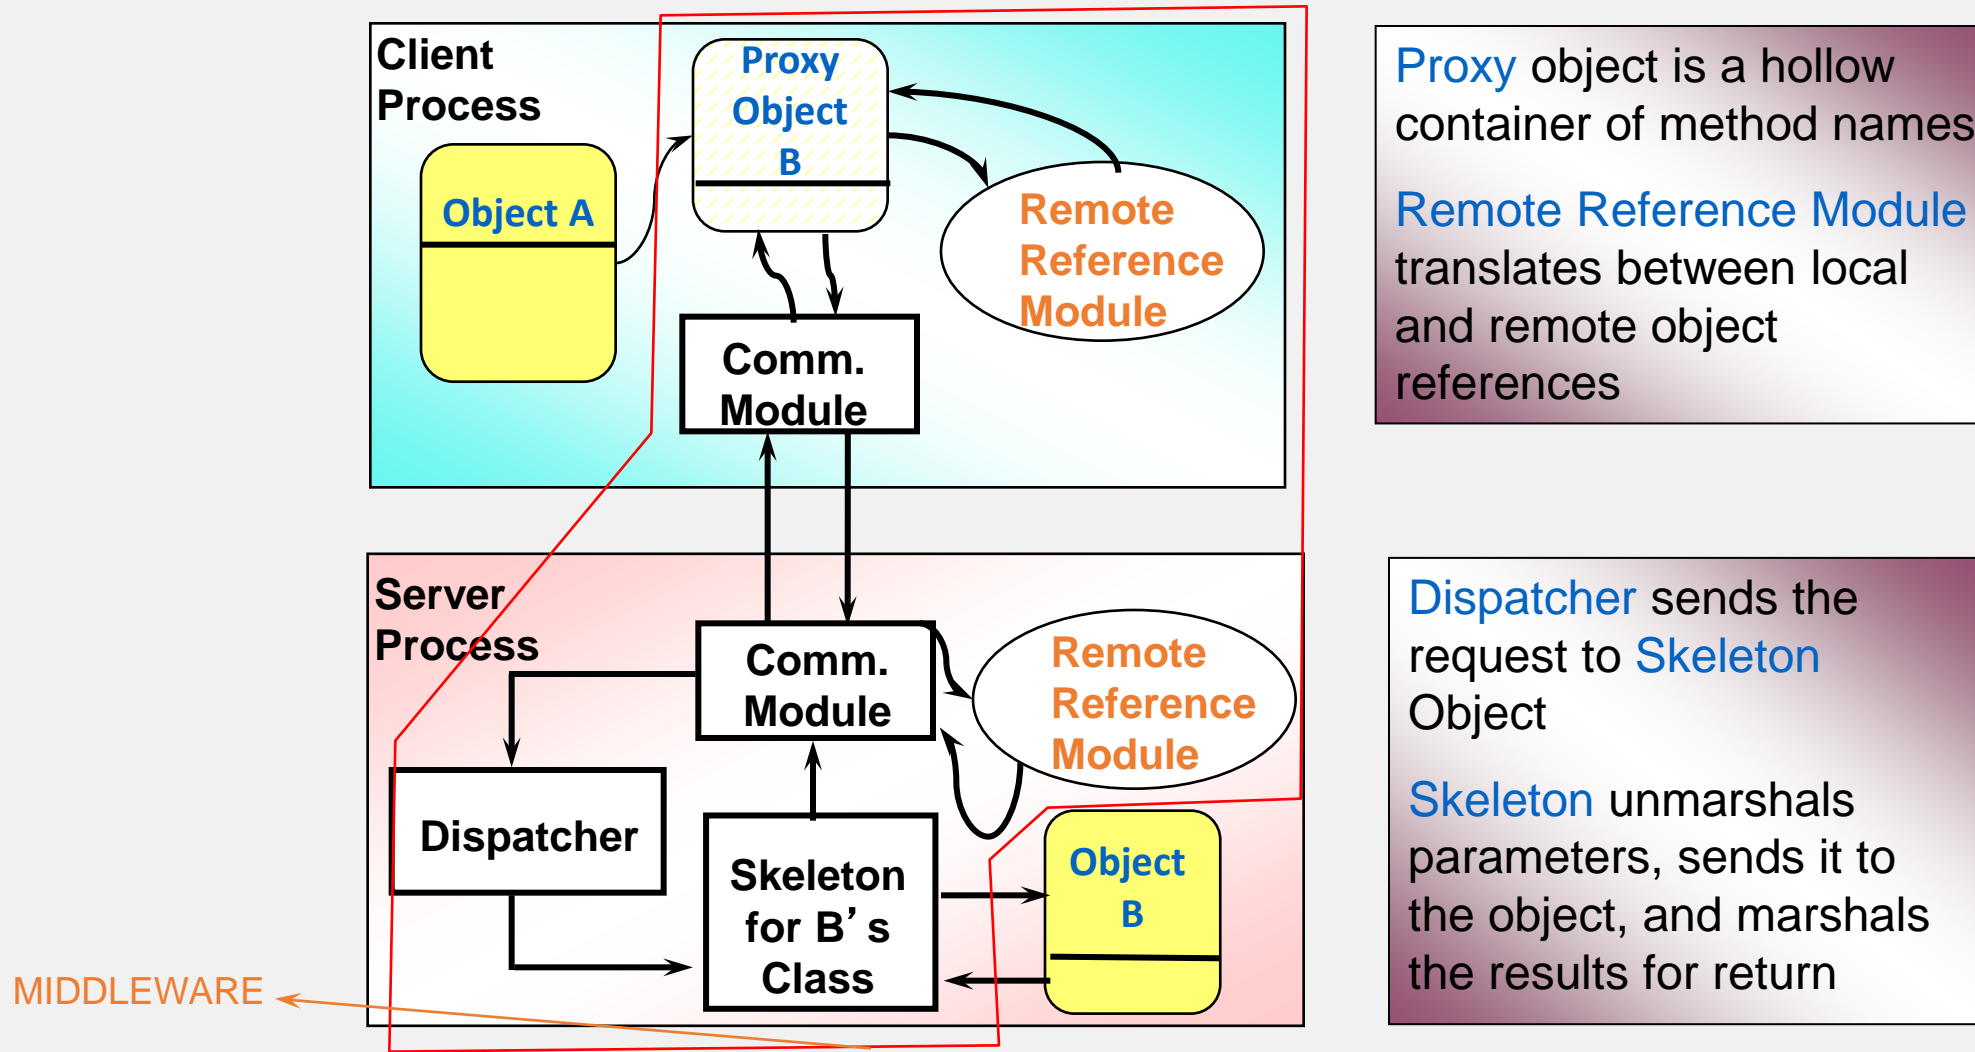 Client
Process
Proxy
Object
B
Object A
Remote
Reference
Module
Comm.
Module
Proxy object is a hollow
container of method names
Remote Reference Module
translates between local
and remote object
references
Server
Process
Comm.
Module
Remote
Reference
Module
Dispatcher
Skeleton
for B’ s
Class
Object
B
MIDDLEWARE
Dispatcher sends the
request to Skeleton
Object
Skeleton unmarshals
parameters, sends it to
the object, and marshals
the results for return